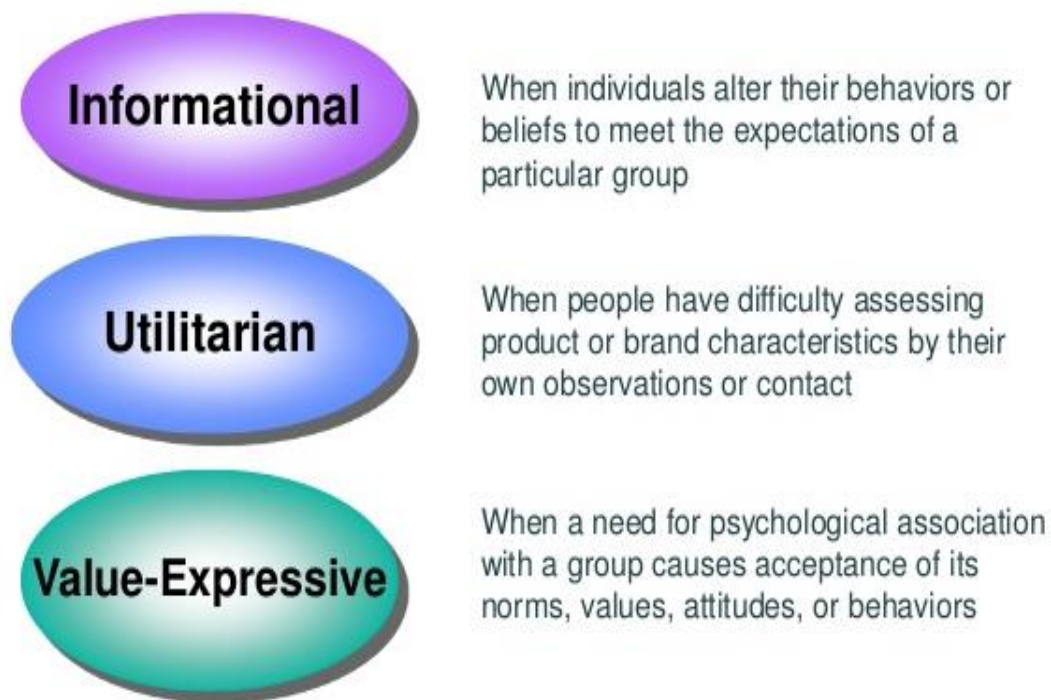 Informational
When individuals alter their behaviors or
beliefs to meet the expectations of a
particular group
Utilitarian
When people have difficulty assessing
product or brand characteristics by their
own observations or contact
Value-Expressive
When a need for psychological association
with a group causes acceptance of its
norms, values, attitudes, or behaviors